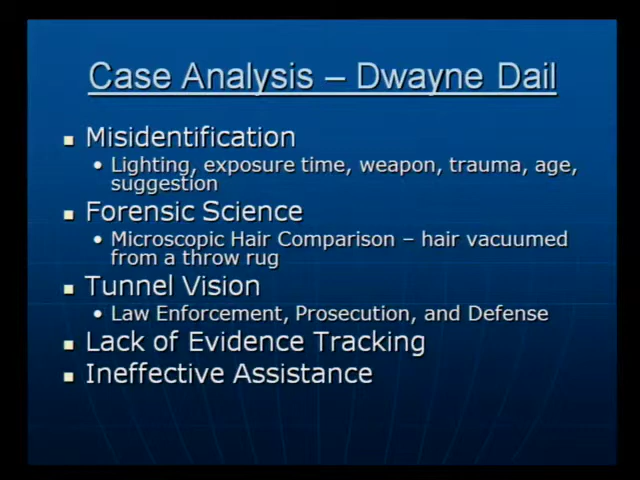 Case Analysis – Dwayne Dail
▪ Misidentification
• Lighting, exposure time, weapon, trauma, age,
suggestion
▪ Forensic Science
• Microscopic Hair Comparison – hair vacuumed
from a throw rug
▪ Tunnel Vision
• Law Enforcement, Prosecution, and Defense
▪ Lack of Evidence Tracking
▪ Ineffective Assistance